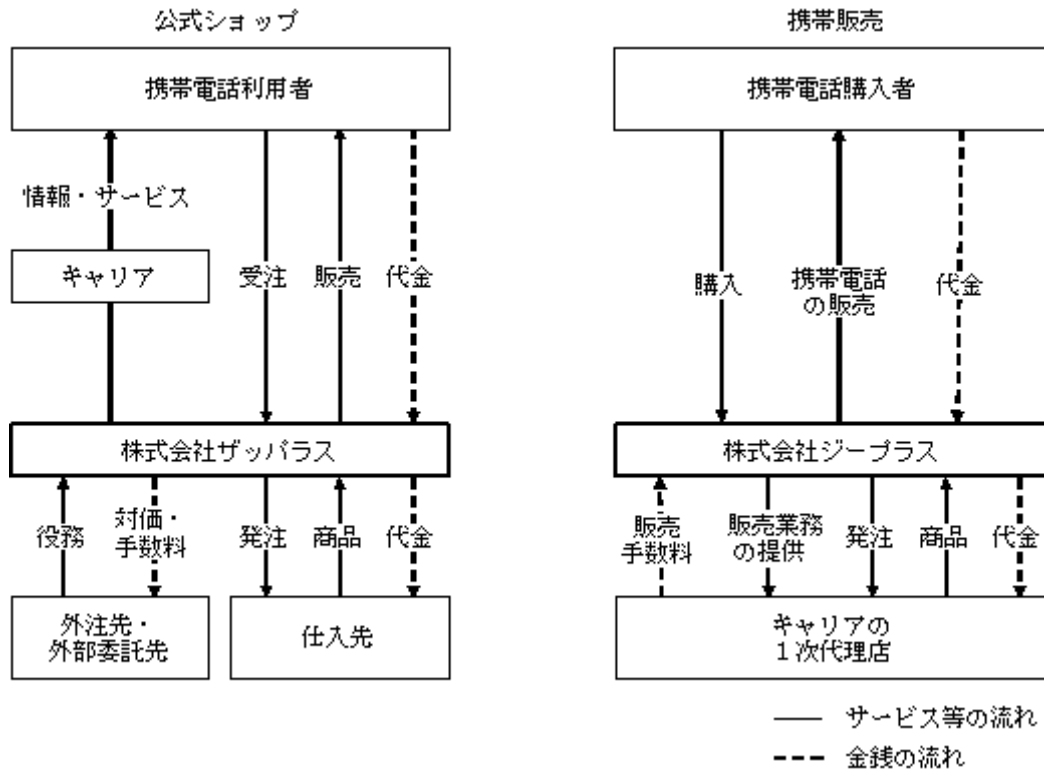 公式ショップ
携帯電話利用者
情報・サービス
キャリア
受注
販売
代金
株式会社ザッパラス
役務
対価・
手数料
発注
商品
代金
外注先・
外部委託先
仕入先
携帯販売
携帯電話購入者
購入
携帯電話
の販売
代金
株式会社ジープラス
販売
手数料
販売業務
の提供
発注
商品
代金
キャリアの
1次代理店
サービス等の流れ
金銭の流れ